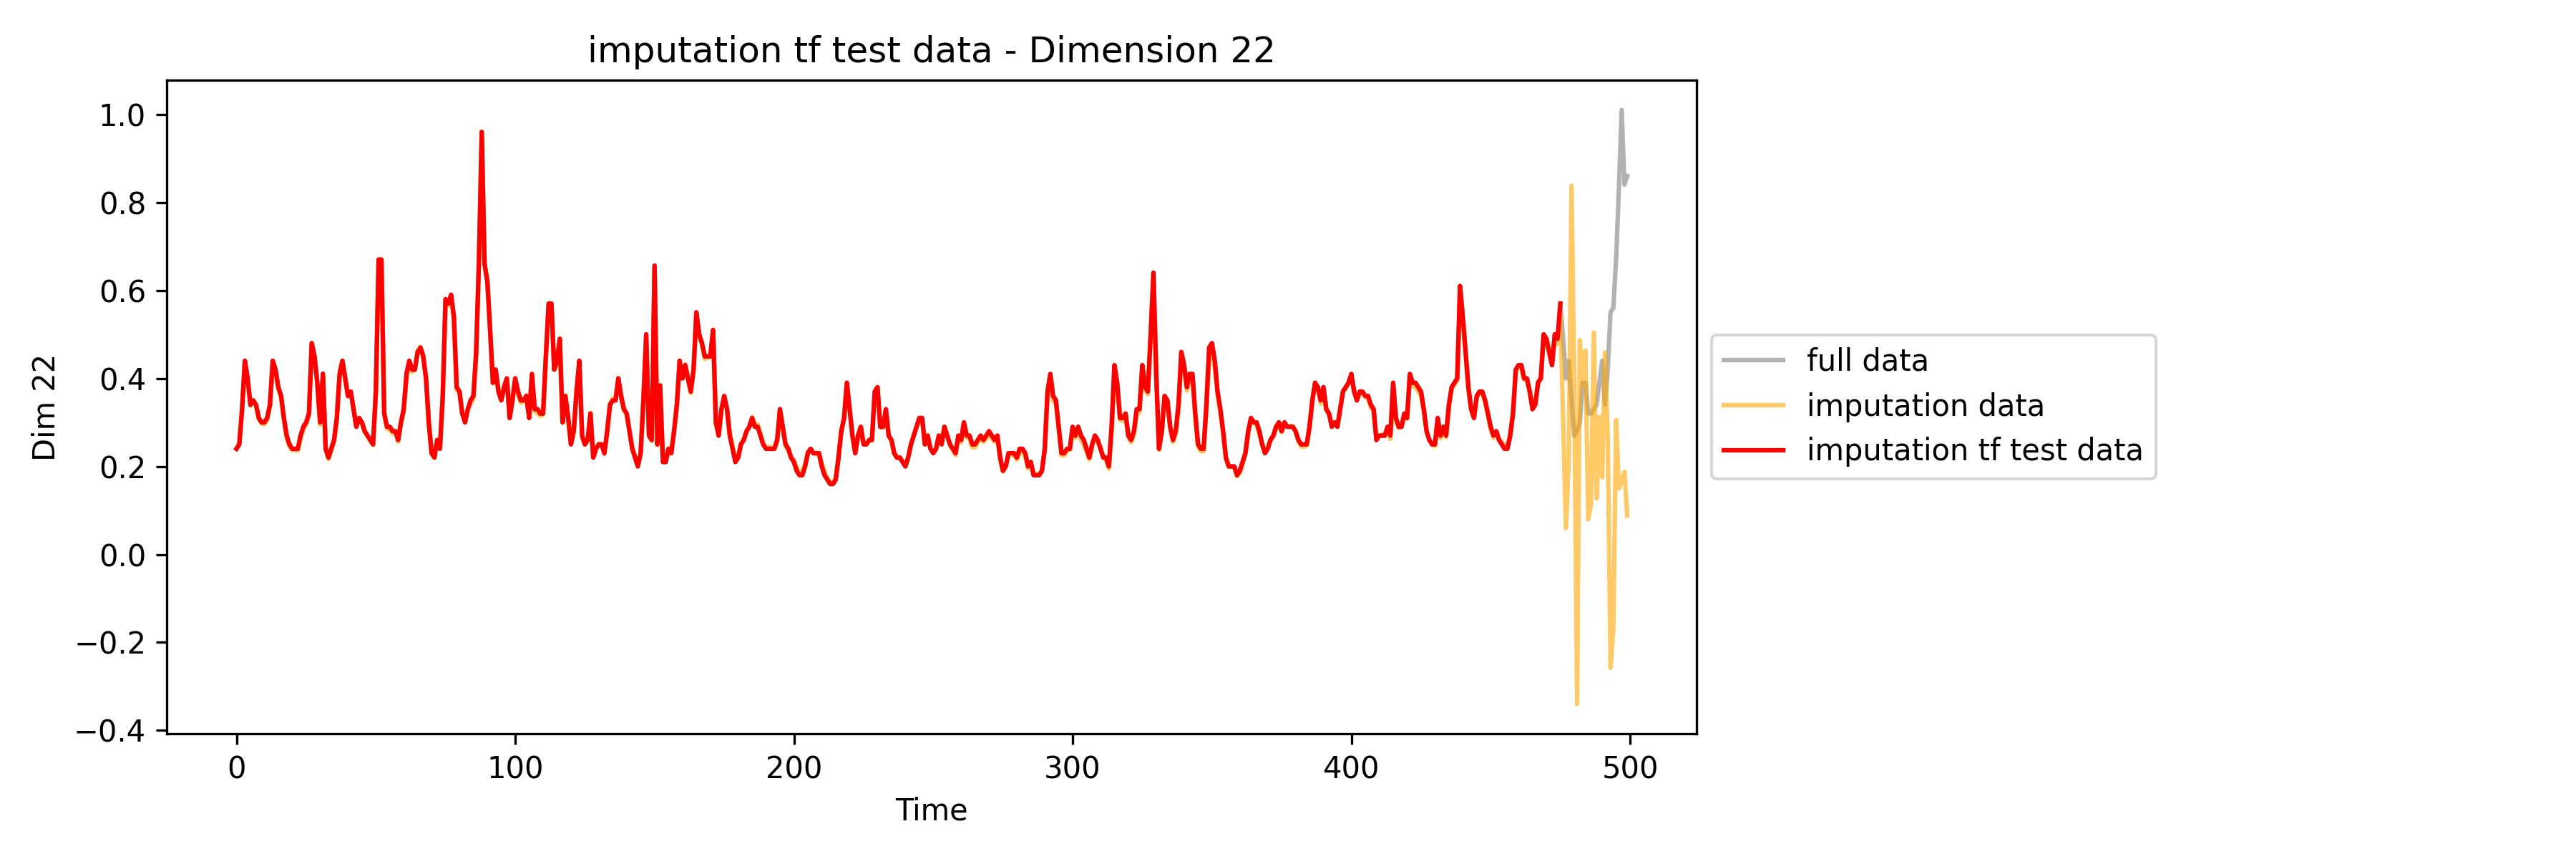 imputation tf test data - Dimension 22
1.0
0.8
0.6
0.4
0.2
0.0
−0.2
−0.4
Dim 22
0 100 200 300 400 500
Time
full data
imputation data
imputation tf test data